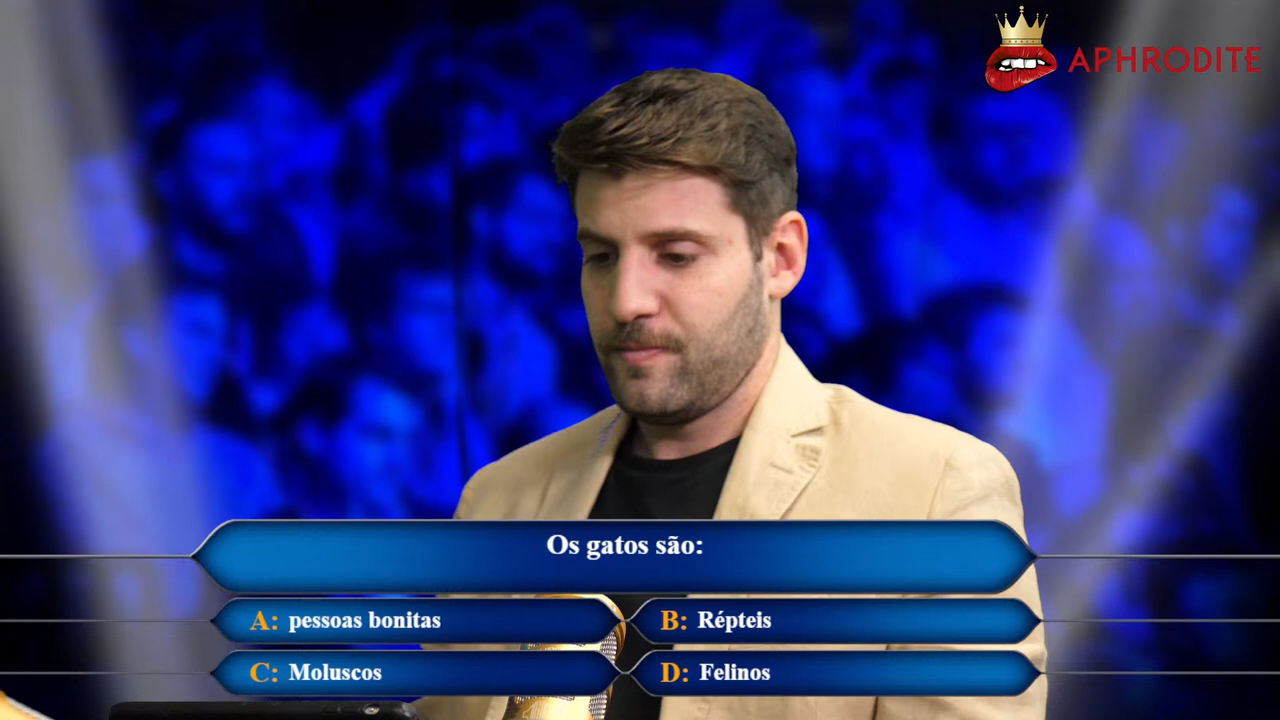 APHRODITE
Os gatos são:
A: pessoas bonitas
B: Répteis
C: Moluscos
D: Felinos